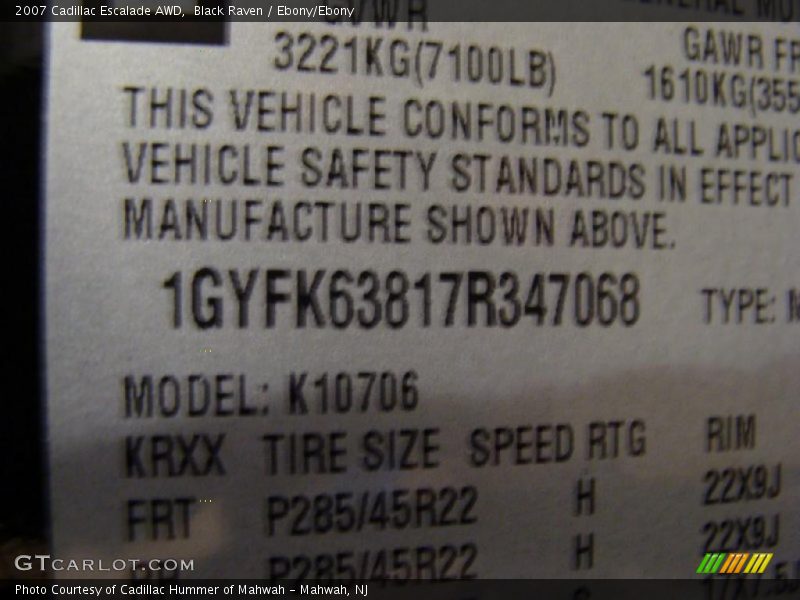 2007 Cadillac Escalade AWD, Black Raven / Ebony/Ebony
3221KG(7100LB)
GAWR FR
1610KG(355
THIS VEHICLE CONFORMS TO ALL APPLIC
VEHICLE SAFETY STANDARDS IN EFFECT
MANUFACTURE SHOWN ABOVE.
1GYFK63817R347068
TYPE:
MODEL: K10706
KRXX TIRE SIZE SPEED RTG RIM
FRT P285/45R22 H 22X9J
P285/45R22 H 22X9J
GTCARLOT.COM
Photo Courtesy of Cadillac Hummer of Mahwah - Mahwah, NJ